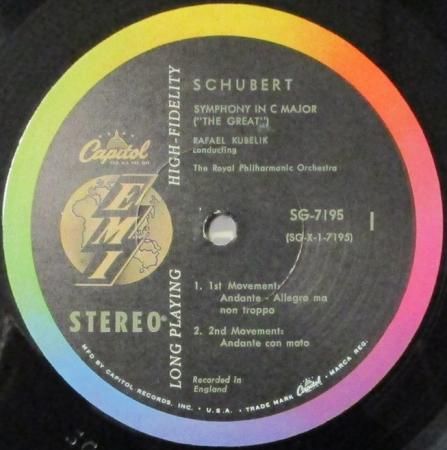 SCHUBERT
SYMPHONY IN C MAJOR
("THE GREAT")
RAFAEL KUBELIK
conducting
The Royal Philharmonic Orchestra
Capitol
EMI
STEREO
LONG PLAYING HIGH-FIDELITY
SG-7195 1
(SG-X-1-7195)
1. 1st Movement:
Andante - Allegro ma
non troppo
2. 2nd Movement:
Andante con moto
Recorded in
England
MFD BY CAPITOL RECORDS, INC. • U.S.A. • TRADE MARK Capitol • MARCA REG.